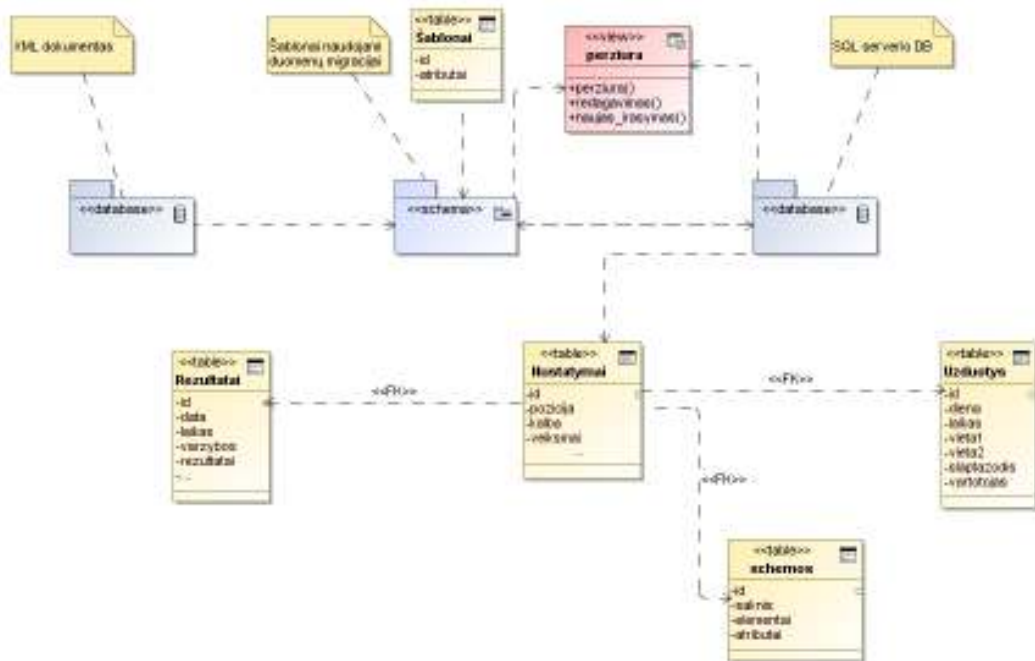 XML dokumentas
Šablonai naudojami
duomenų migracijai
<<table>>
Šablonai
-id
-atributai
<<view>>
perziura
+perziura()
+redagavimas()
+naujas_irasymas()
SQL serverio DB
<<database>>
<<schema>>
<<database>>
<<table>>
Rezultatai
-id
-data
-laikas
-varzybos
-rezultatai
-...
<<FK>>
<<table>>
Nustatymai
-id
-pozicija
-kalba
-veiksmai
...
<<FK>>
<<table>>
Uzduotys
-id
-diena
-laikas
-vieta1
-vieta2
-slaptazodis
-vartotojas
<<FK>>
<<table>>
schemos
-id
-elementai
-atributai